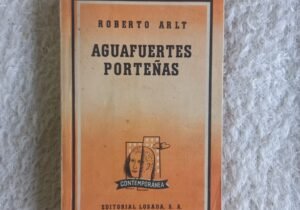 ROBERTO ARLT
AGUAFUERTES
PORTEÑAS
CONTEMPORANEA
EDITORIAL LOSADA, S. A.